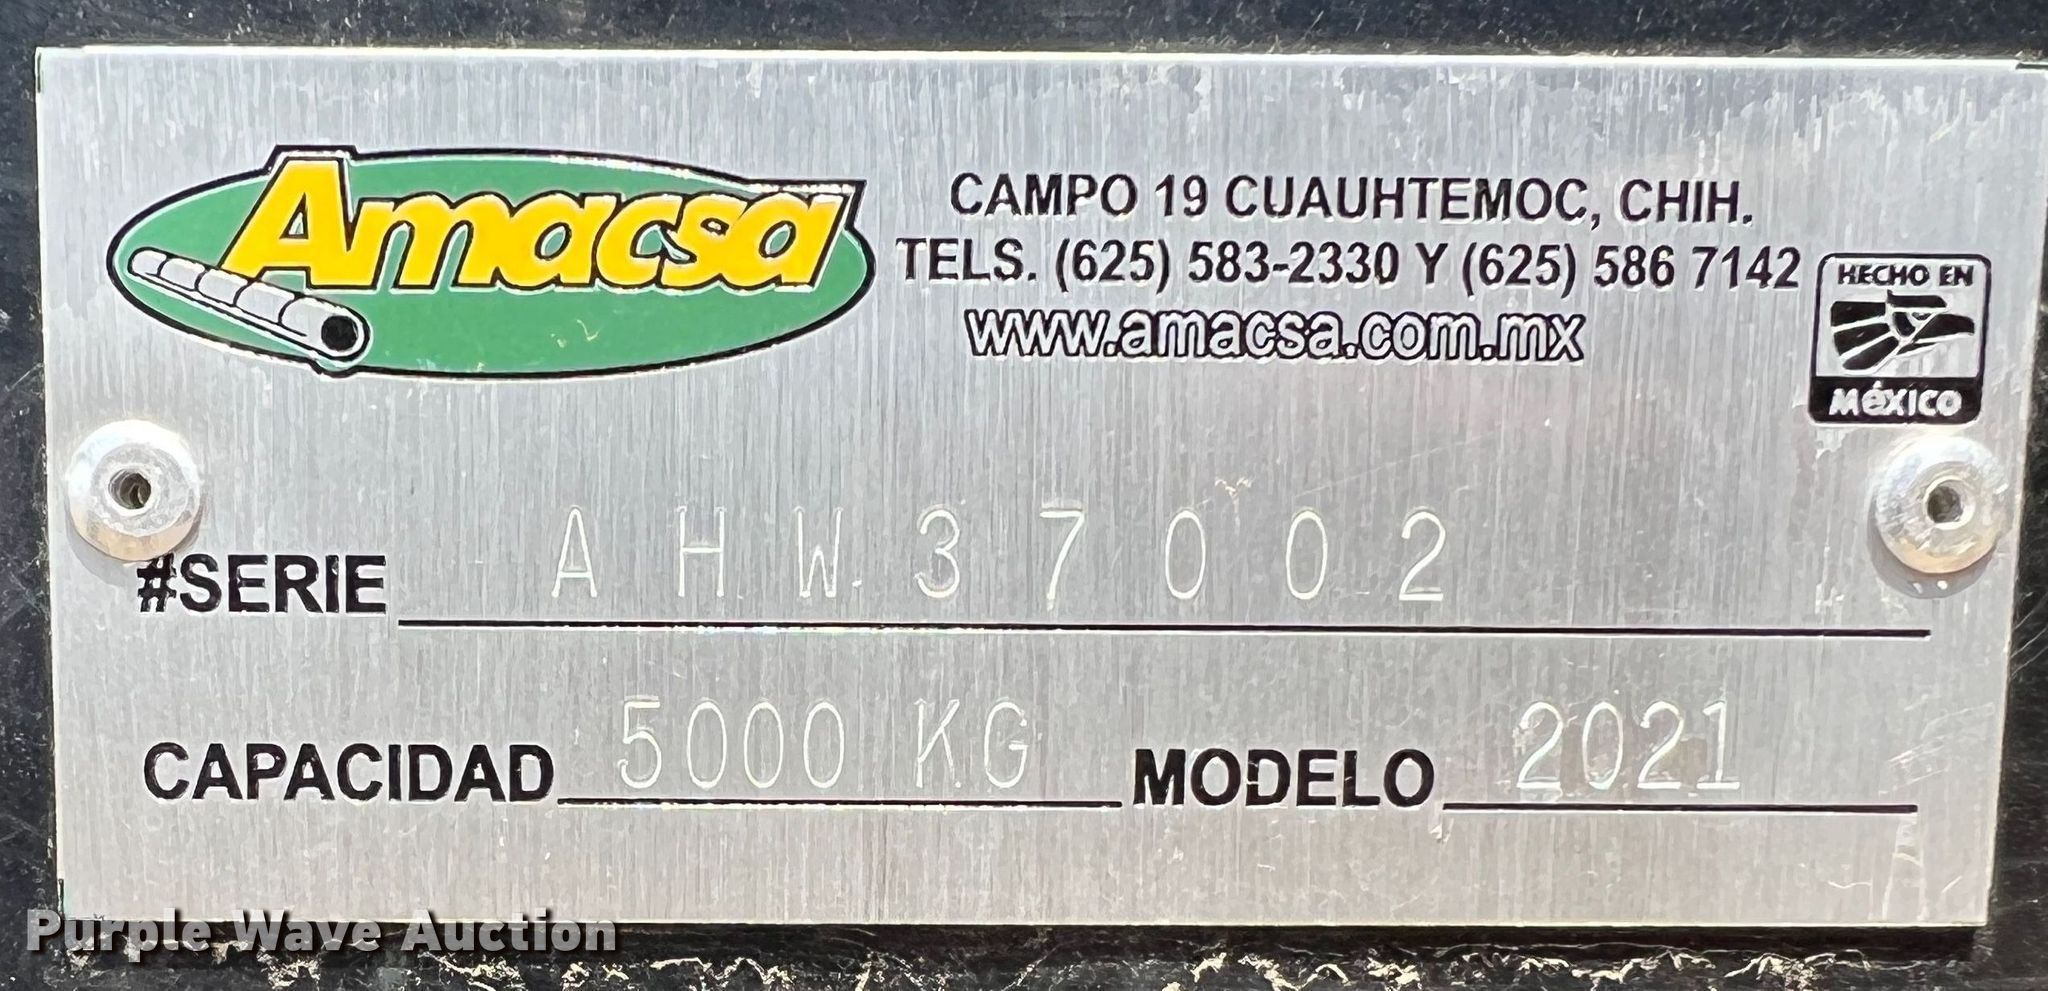 Amacsa
CAMPO 19 CUAUHTEMOC, CHIH.
TELS. (625) 583-2330 Y (625) 586 7142
www.amacsa.com.mx
HECHO EN
MéXICO
#SERIE AHW37002
CAPACIDAD 5000 KG MODELO 2021
Purple Wave Auction